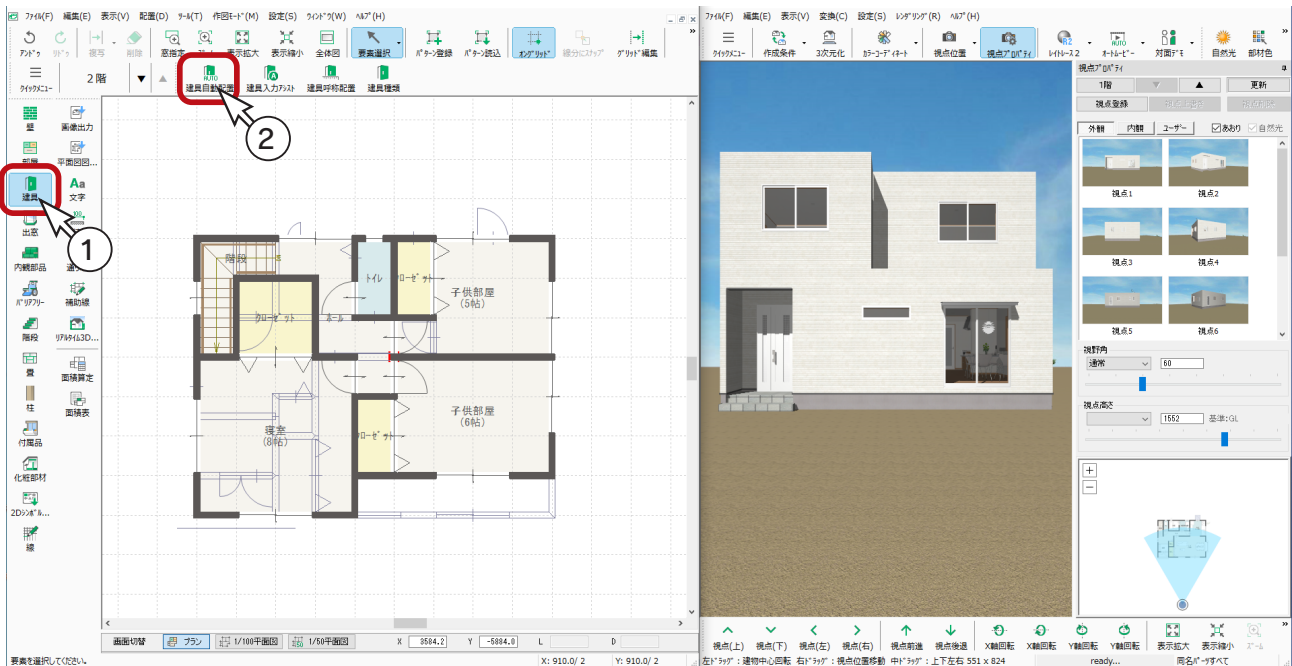 ﾌｧｲﾙ(F) 編集(E) 表示(V) 配置(D) ﾂｰﾙ(T) 作図ﾓｰﾄﾞ(M) 設定(S) ｳｨﾝﾄﾞｳ(W) ﾍﾙﾌﾟ(H)
ｱﾝﾄﾞｩ ﾘﾄﾞｩ 複写 削除 窓指定 表示拡大 表示縮小 全体図 要素選択 ﾊﾟﾀｰﾝ登録 ﾊﾟﾀｰﾝ読込 ｵﾝｸﾞﾘｯﾄﾞ 線分にｽﾅｯﾌﾟ ｸﾞﾘｯﾄﾞ編集
ｸｲｯｸﾒﾆｭｰ 2階 AUTO 建具自動配置 建具入力ｱｼｽﾄ 建具呼称配置 建具種類
2
壁 画像出力
部屋 平面図図...
建具 Aa 文字
1
出窓
内観部品
ﾊﾞﾘｱﾌﾘｰ 補助線
階段 ﾘｱﾙﾀｲﾑ3D...
畳 面積算定
柱 面積表
付属品
化粧部材
2Dｼﾝﾎﾞﾙ...
線
階段
トイレ
クローゼット
子供部屋
(5帖)
クローゼット
ホール
子供部屋
(6帖)
寝室
(8帖)
クローゼット
画面切替 プラン 1/100平面図 1/50平面図 X 3584.2 Y -5884.0 L D
要素を選択してください。 X: 910.0/ 2 Y: 910.0/ 2
ﾌｧｲﾙ(F) 編集(E) 表示(V) 変換(C) 設定(S) ﾚﾝﾀﾞﾘﾝｸﾞ(R) ﾍﾙﾌﾟ(H)
ｸｲｯｸﾒﾆｭｰ 作成条件 3次元化 ｶﾗｰｺｰﾃﾞｨﾈｰﾄ 視点位置 視点ﾌﾟﾛﾊﾟﾃｨ ﾚｲﾄﾚｰｽ2 ｵｰﾄﾑｰﾋﾞｰ 対面ﾃﾞﾓ 自然光 部材色
視点ﾌﾟﾛﾊﾟﾃｨ
1階 ▼ ▲ 更新
視点登録
外観 内観 ユーザー あおり 自然光
視点1 視点2
視点3 視点4
視点5 視点6
視野角
通常 60
視点高さ
1552 基準:GL
+
−
視点(上) 視点(下) 視点(左) 視点(右) 視点前進 視点後退 X軸回転 X軸回転 Y軸回転 Y軸回転 表示拡大 表示縮小 ｽﾞｰﾑ
左ﾄﾞﾗｯｸﾞ：建物中心回転 右ﾄﾞﾗｯｸﾞ：視点位置移動 中ﾄﾞﾗｯｸﾞ：上下左右 551 x 824 ready... 同名ﾊﾟｰﾂすべて